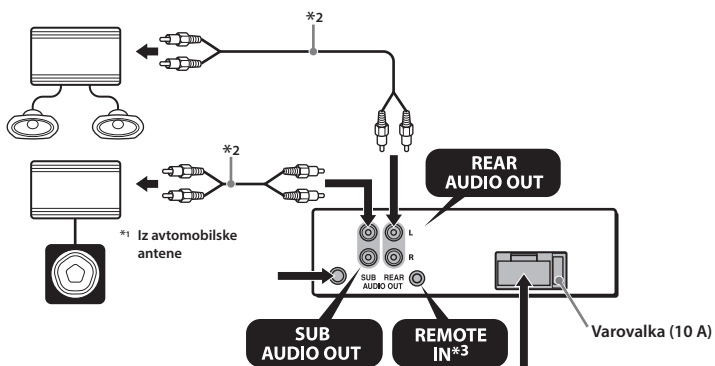 *2
*2
REAR
AUDIO OUT
*1 Iz avtomobilske
antene
L
R
SUB REAR
AUDIO OUT
SUB
AUDIO OUT
REMOTE
IN*3
Varovalka (10 A)